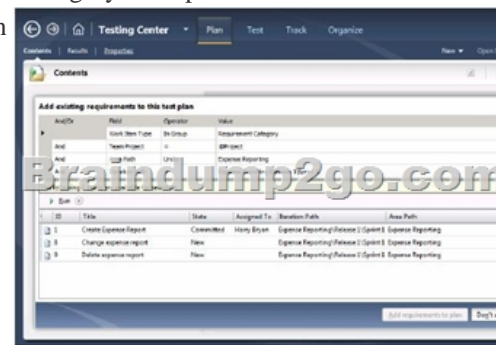 Testing Center Plan Test Track Organize
Contents Results Properties New Open
Contents
Add existing requirements to this test plan
And/Or Field Operator Value
Work Item Type In Group Requirement Category
And Team Project = @Project
And Path Under Expense Reporting
And
Braindump2go.com
Run
ID Title State Assigned To Iteration Path Area Path
1 Create Expense Report Committed Harry Bryan Expense Reporting\Release 1\Sprint 1 Expense Reporting
8 Change expense report New Expense Reporting\Release 1\Sprint 1 Expense Reporting
9 Delete expense report New Expense Reporting\Release 1\Sprint 1 Expense Reporting
Add requirements to plan Don't